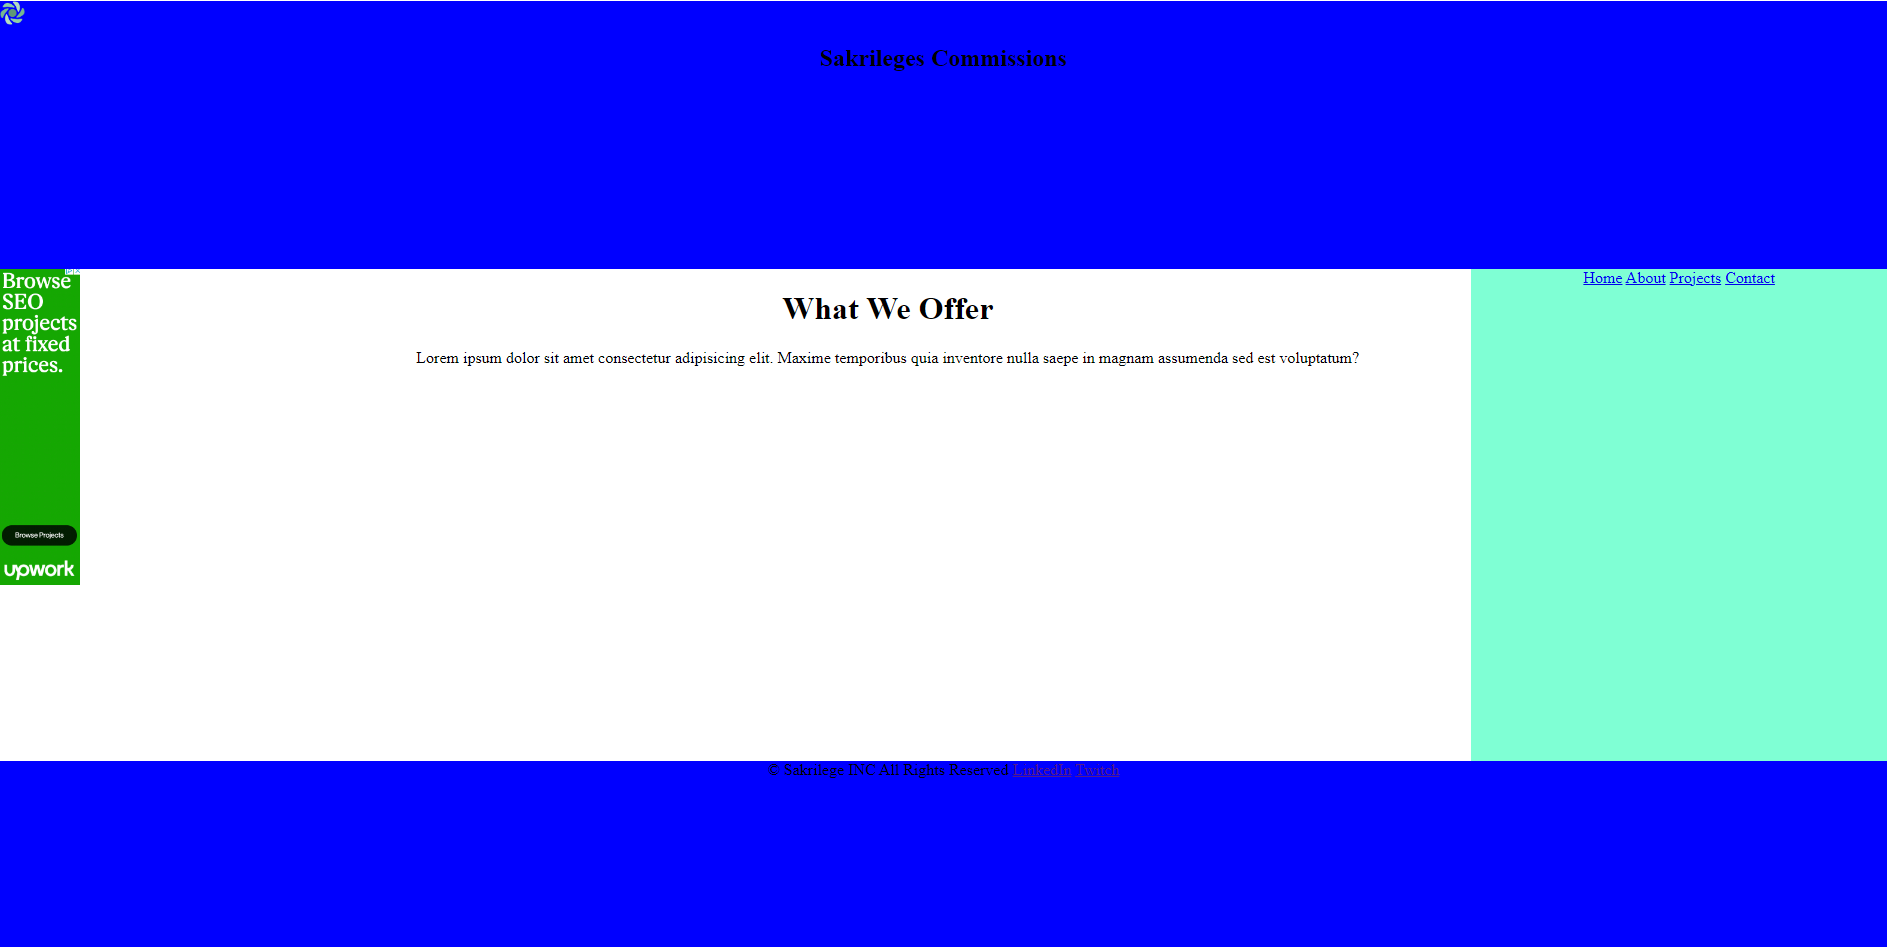 Sakrileges Commissions
Browse
SEO
projects
at fixed
prices.
Browse Projects
upwork
What We Offer
Lorem ipsum dolor sit amet consectetur adipisicing elit. Maxime temporibus quia inventore nulla saepe in magnam assumenda sed est voluptatum?
Home About Projects Contact
© Sakrilege INC All Rights Reserved LinkedIn Twitch